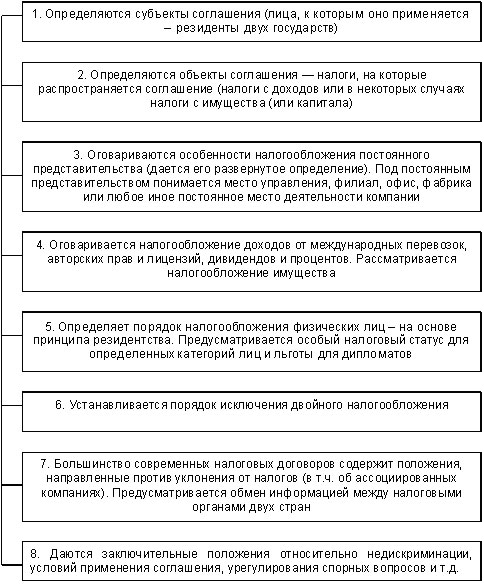 1. Определяются субъекты соглашения (лица, к которым оно применяется
– резиденты двух государств)
2. Определяются объекты соглашения — налоги, на которые
распространяется соглашение (налоги с доходов или в некоторых случаях
налоги с имущества (или капитала)
3. Оговариваются особенности налогообложения постоянного
представительства (дается его развернутое определение). Под постоянным
представительством понимается место управления, филиал, офис, фабрика
или любое иное постоянное место деятельности компании
4. Оговаривается налогообложение доходов от международных перевозок,
авторских прав и лицензий, дивидендов и процентов. Рассматривается
налогообложение имущества
5. Определяет порядок налогообложения физических лиц – на основе
принципа резидентства. Предусматривается особый налоговый статус для
определенных категорий лиц и льготы для дипломатов
6. Устанавливается порядок исключения двойного налогообложения
7. Большинство современных налоговых договоров содержит положения,
направленные против уклонения от налогов (в т.ч. об ассоциированных
компаниях). Предусматривается обмен информацией между налоговыми
органами двух стран
8. Даются заключительные положения относительно недискриминации,
условий применения соглашения, урегулирования спорных вопросов и т.д.